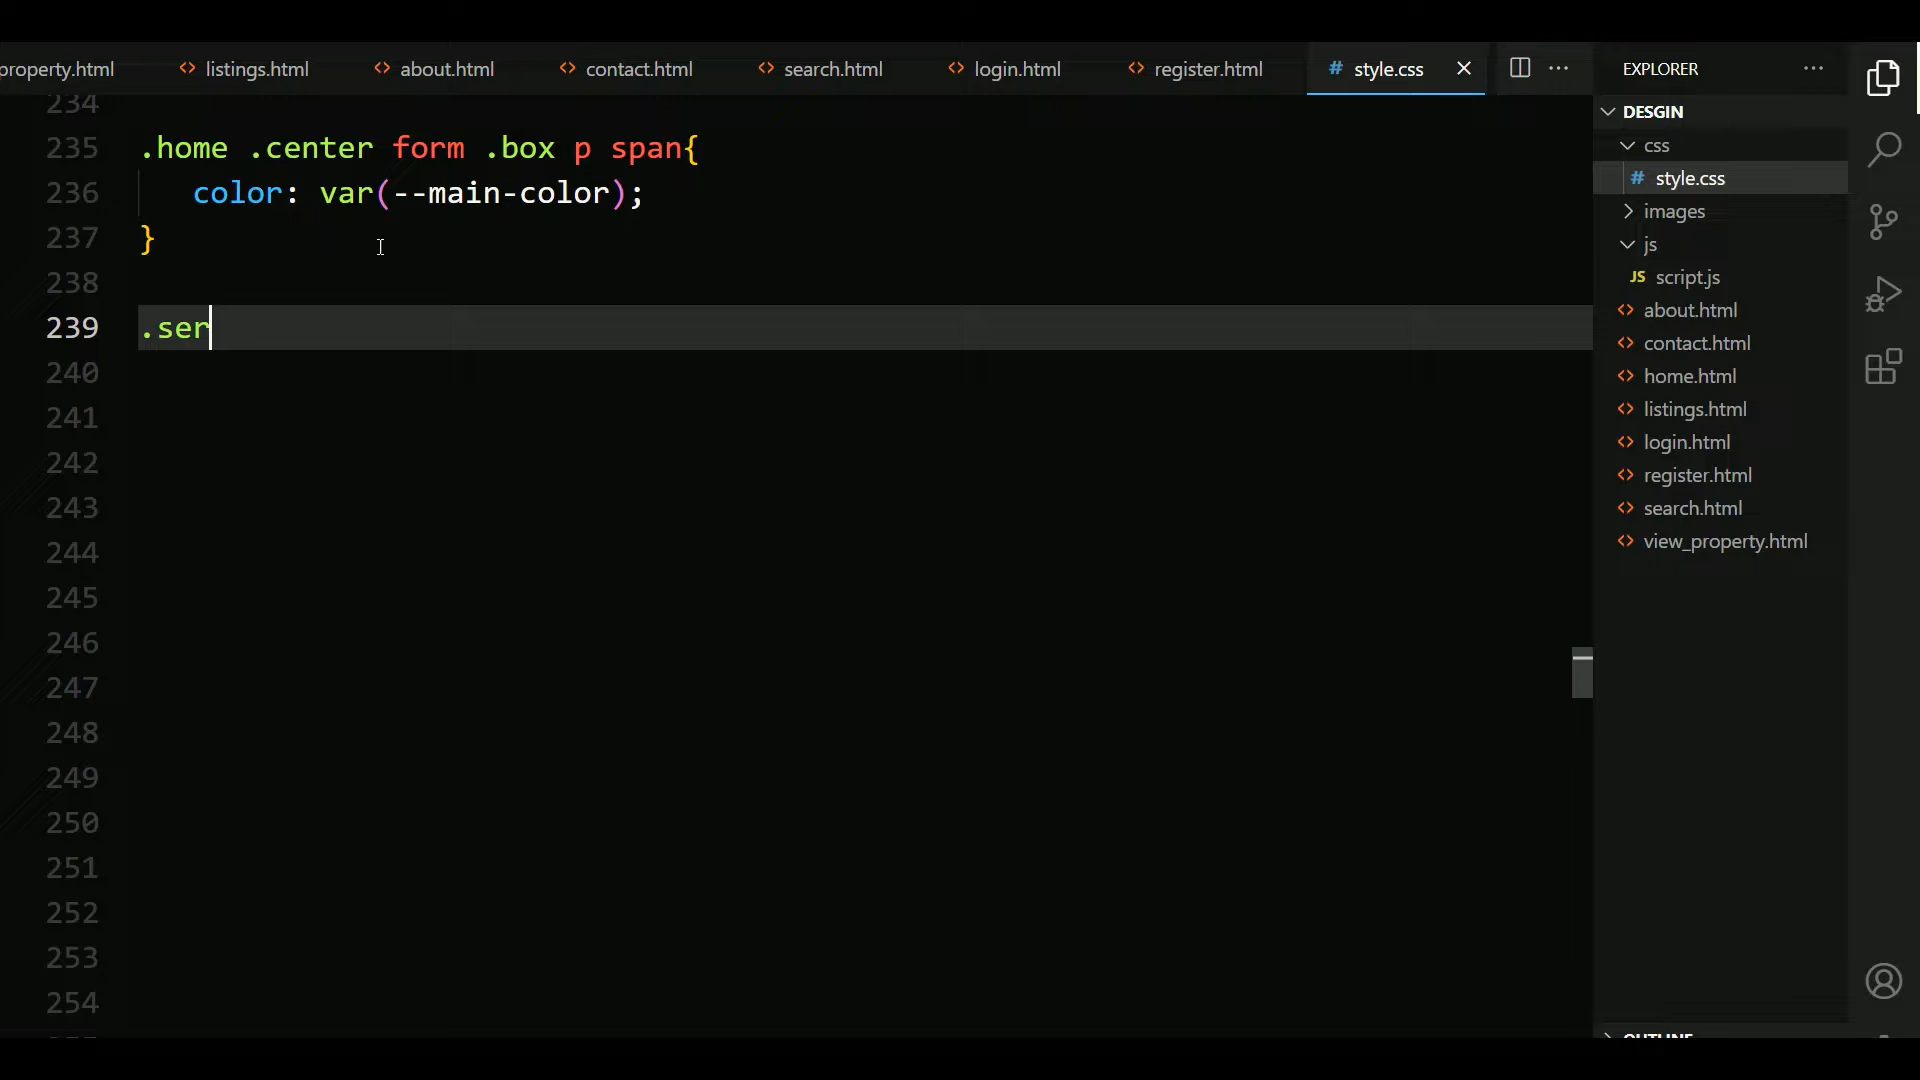 property.html listings.html about.html contact.html search.html login.html register.html # style.css
234
235 .home .center form .box p span{
236 color: var(--main-color);
237 }
238
239 .ser
240
241
242
243
244
245
246
247
248
249
250
251
252
253
254
EXPLORER
DESGIN
css
# style.css
images
js
JS script.js
about.html
contact.html
home.html
listings.html
login.html
register.html
search.html
view_property.html
OUTLINE